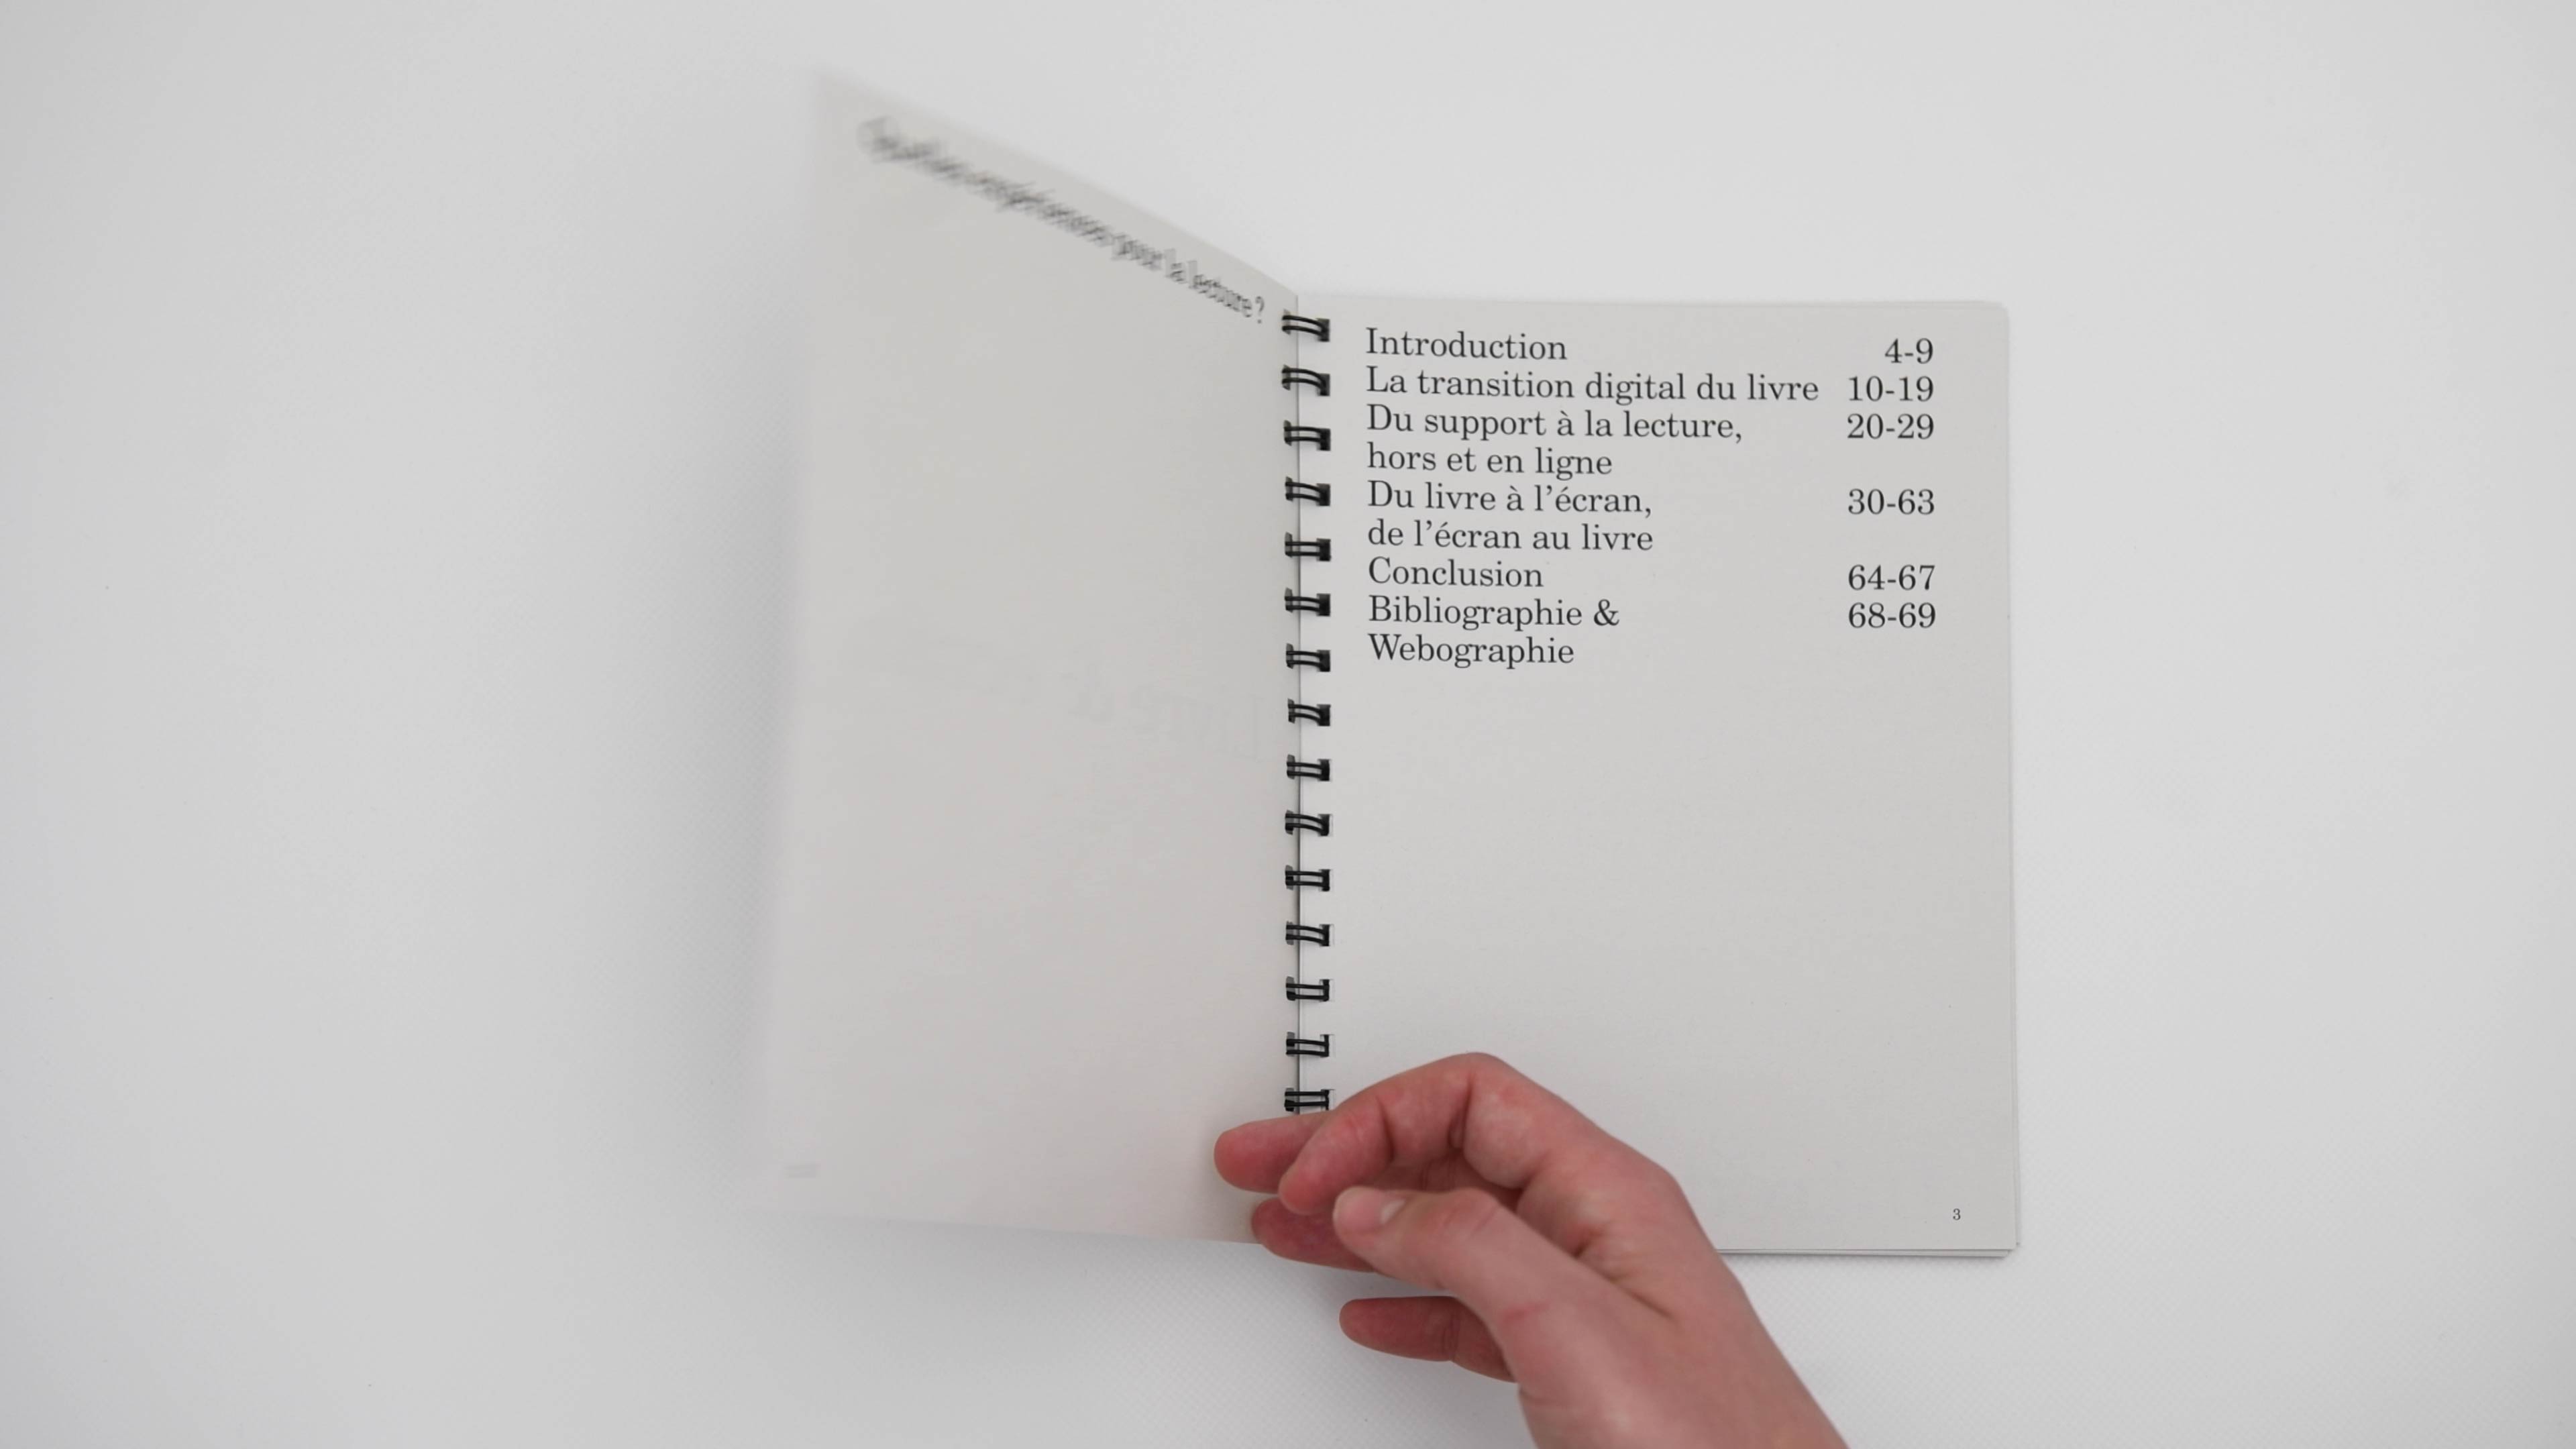 la lecture?
Introduction 4-9
La transition digital du livre 10-19
Du support à la lecture, 20-29
hors et en ligne
Du livre à l’écran, 30-63
de l’écran au livre
Conclusion 64-67
Bibliographie & 68-69
Webographie
3